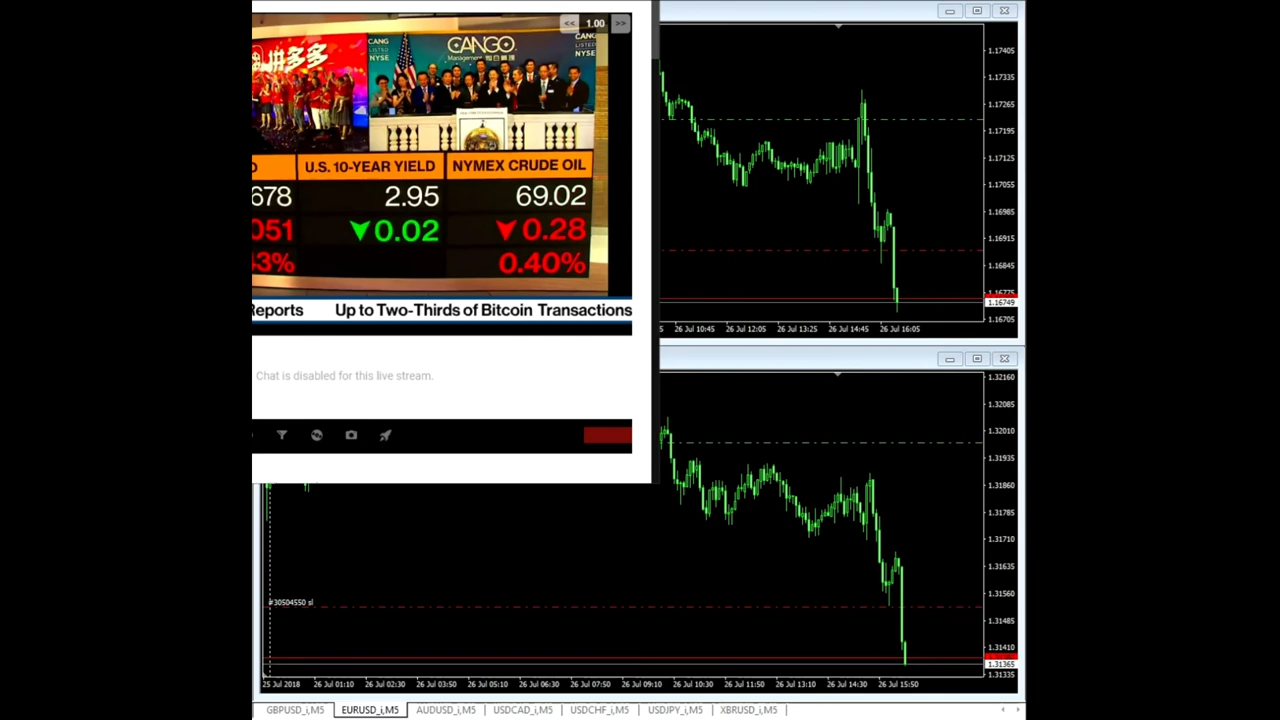 << 1.00 >>
拼多多
CANG
LISTED
NYSE
CANGO
Management
CANG
LISTED
NYSE
U.S. 10-YEAR YIELD
NYMEX CRUDE OIL
678
2.95
69.02
051
▼0.02
▼0.28
43%
0.40%
Reports Up to Two-Thirds of Bitcoin Transactions
Chat is disabled for this live stream.
1.17405
1.17335
1.17265
1.17195
1.17125
1.17055
1.16985
1.16915
1.16845
1.16775
1.16749
1.16705
26 Jul 10:45 26 Jul 12:05 26 Jul 13:25 26 Jul 14:45 26 Jul 16:05
1.32160
1.32085
1.32010
1.31935
1.31860
1.31785
1.31710
1.31635
1.31560
1.31485
1.31410
1.31365
1.31335
#30504550 sl
25 Jul 2018 26 Jul 01:10 26 Jul 02:30 26 Jul 03:50 26 Jul 05:10 26 Jul 06:30 26 Jul 07:50 26 Jul 09:10 26 Jul 10:30 26 Jul 11:50 26 Jul 13:10 26 Jul 14:30 26 Jul 15:50
GBPUSD_i,M5 EURUSD_i,M5 AUDUSD_i,M5 USDCAD_i,M5 USDCHF_i,M5 USDJPY_i,M5 XBRUSD_i,M5